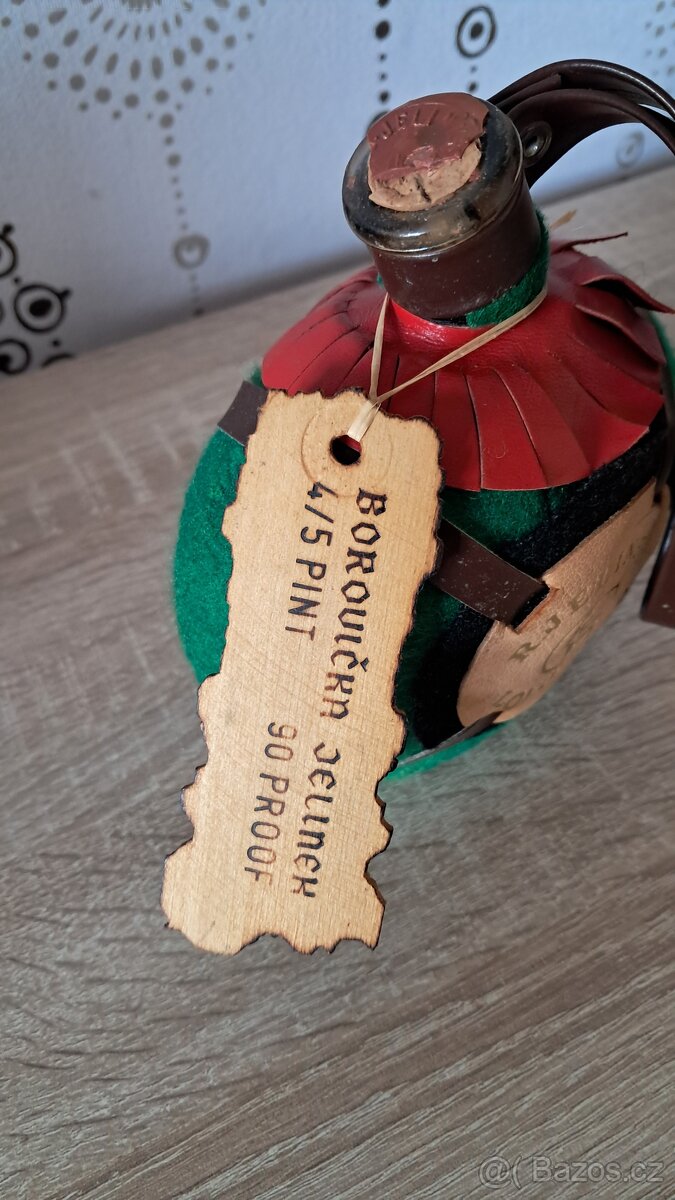 BOROVIČKA JELINEK
4/5 PINT 90 PROOF
@( Bazos.cz